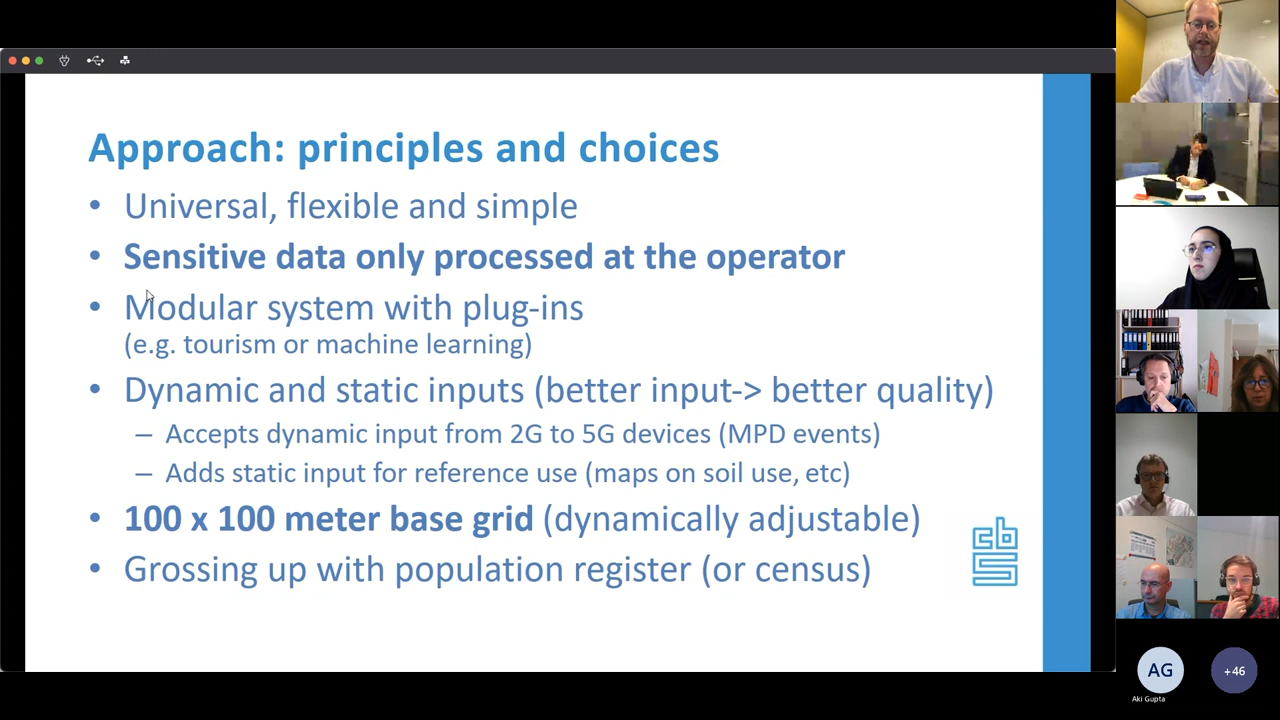 Approach: principles and choices
• Universal, flexible and simple
• Sensitive data only processed at the operator
• Modular system with plug-ins
(e.g. tourism or machine learning)
• Dynamic and static inputs (better input-> better quality)
– Accepts dynamic input from 2G to 5G devices (MPD events)
– Adds static input for reference use (maps on soil use, etc)
• 100 x 100 meter base grid (dynamically adjustable)
• Grossing up with population register (or census)
cbs
AG
+46
Aki Gupta